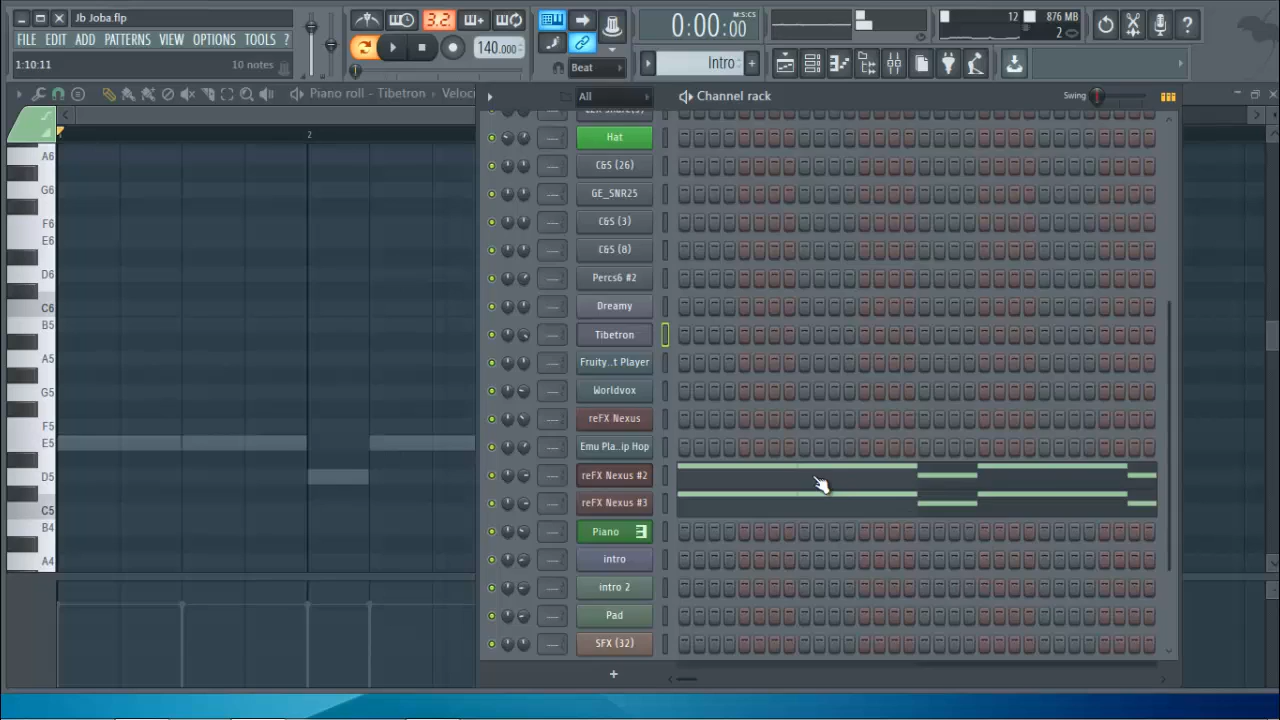 Jb Joba.flp
FILE EDIT ADD PATTERNS VIEW OPTIONS TOOLS ?
1:10:11 10 notes
3.2
140.000
Beat
0:00:00 M:S:CS
Intro
12 876 MB
2
Piano roll - Tibetron Veloc
All
Channel rack
Swing
2
A6
G6
F6
E6
D6
C6
B5
A5
G5
F5
E5
D5
C5
B4
A4
Hat
C&S (26)
GE_SNR25
C&S (3)
C&S (8)
Percs6 #2
Dreamy
Tibetron
Fruity..t Player
Worldvox
reFX Nexus
Emu Pla..ip Hop
reFX Nexus #2
reFX Nexus #3
Piano
intro
intro 2
Pad
SFX (32)